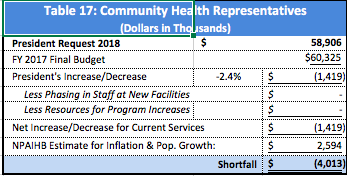 Table 17: Community Health Representatives
(Dollars in Thousands)
President Request 2018 $ 58,906
FY 2017 Final Budget $60,325
President's Increase/Decrease -2.4% $ (1,419)
Less Phasing in Staff at New Facilities $ -
Less Resources for Program Increases $ -
Net Increase/Decrease for Current Services $ (1,419)
NPAIHB Estimate for Inflation & Pop. Growth: $ 2,594
Shortfall $ (4,013)